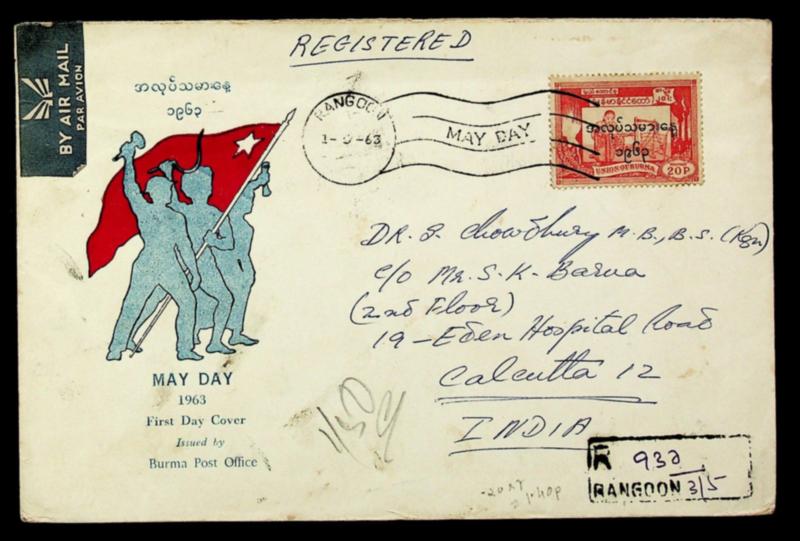 REGISTERED
BY AIR MAIL
PAR AVION
အလုပ်သမားနေ့
၁၉၆၃
RANGOON
MAY DAY
အလုပ်သမားနေ့
၁၉၆၃
UNION OF BURMA
20P
DR. S. Chowdhury M.B., B.S. (Rgn)
C/o Mr. S. K. Barua
(2nd Floor)
19-Eden Hospital Road
Calcutta 12
INDIA
MAY DAY
1963
First Day Cover
Issued by
Burma Post Office
R 932
RANGOON 3/5